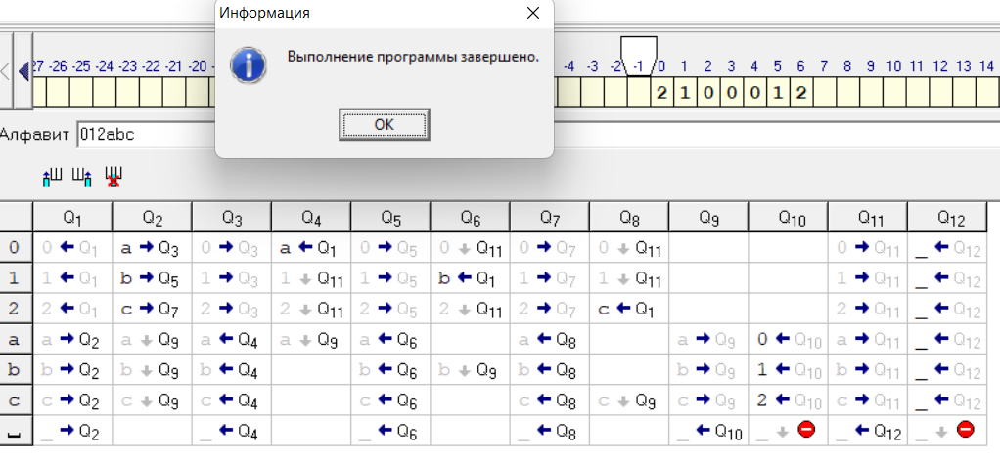 Информация
Выполнение программы завершено.
ОК
-27 -26 -25 -24 -23 -22 -21 -20 -4 -3 -2 -1 0 1 2 3 4 5 6 7 8 9 10 11 12 13 14
2 1 0 0 0 1 2
Алфавит 012abc
Q1 Q2 Q3 Q4 Q5 Q6 Q7 Q8 Q9 Q10 Q11 Q12
0 0 ← Q1 a → Q3 0 → Q3 a ← Q1 0 → Q5 0 ↓ Q11 0 → Q7 0 ↓ Q11 0 → Q11 _ ← Q12
1 1 ← Q1 b → Q5 1 → Q3 1 ↓ Q11 1 → Q5 b ← Q1 1 → Q7 1 ↓ Q11 1 → Q11 _ ← Q12
2 2 ← Q1 c → Q7 2 → Q3 2 ↓ Q11 2 → Q5 2 ↓ Q11 2 → Q7 c ← Q1 2 → Q11 _ ← Q12
a a → Q2 a ↓ Q9 a ← Q4 a ↓ Q9 a ← Q6 a ← Q8 a → Q9 0 ← Q10 a → Q11 _ ← Q12
b b → Q2 b ↓ Q9 b ← Q4 b ← Q6 b ↓ Q9 b ← Q8 b → Q9 1 ← Q10 b → Q11 _ ← Q12
c c → Q2 c ↓ Q9 c ← Q4 c ← Q6 c ← Q8 c ↓ Q9 c → Q9 2 ← Q10 c → Q11 _ ← Q12
_ _ → Q2 _ ← Q4 _ ← Q6 _ ← Q8 _ ← Q10 _ ↓ _ ← Q12 _ ↓